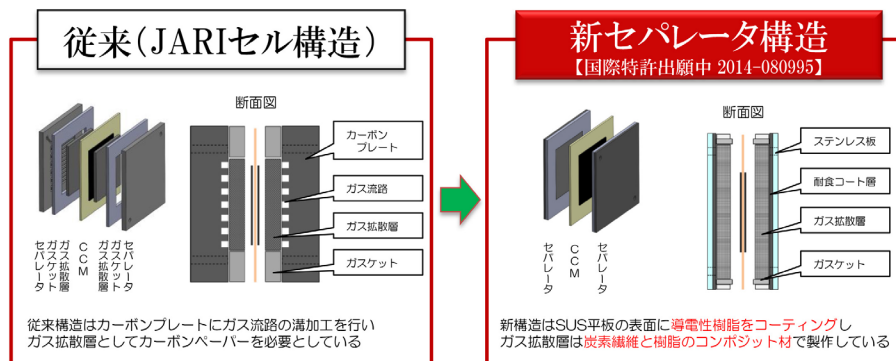 従来(JARIセル構造)
断面図
カーボン
プレート
ガス流路
ガス拡散層
ガスケット
セパレータ
ガスケット
ガス拡散層
CCM
ガス拡散層
ガスケット
セパレータ
従来構造はカーボンプレートにガス流路の溝加工を行い
ガス拡散層としてカーボンペーパーを必要としている
新セパレータ構造
【国際特許出願中 2014-080995】
断面図
ステンレス板
耐食コート層
ガス拡散層
ガスケット
セパレータ
CCM
セパレータ
新構造はSUS平板の表面に導電性樹脂をコーティングし
ガス拡散層は炭素繊維と樹脂のコンポジット材で製作している